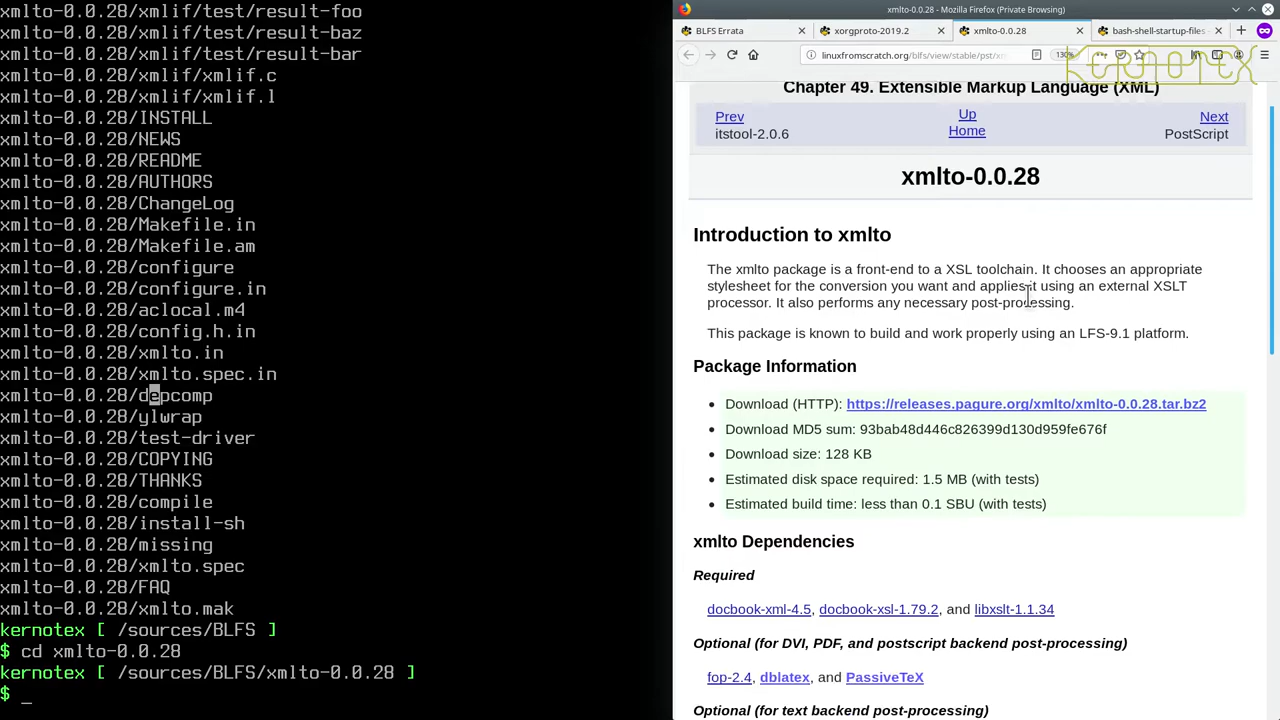 xmlto-0.0.28/xmlif/test/result-foo
xmlto-0.0.28/xmlif/test/result-baz
xmlto-0.0.28/xmlif/test/result-bar
xmlto-0.0.28/xmlif/xmlif.c
xmlto-0.0.28/xmlif/xmlif.l
xmlto-0.0.28/INSTALL
xmlto-0.0.28/NEWS
xmlto-0.0.28/README
xmlto-0.0.28/AUTHORS
xmlto-0.0.28/ChangeLog
xmlto-0.0.28/Makefile.in
xmlto-0.0.28/Makefile.am
xmlto-0.0.28/configure
xmlto-0.0.28/configure.in
xmlto-0.0.28/aclocal.m4
xmlto-0.0.28/config.h.in
xmlto-0.0.28/xmlto.in
xmlto-0.0.28/xmlto.spec.in
xmlto-0.0.28/depcomp
xmlto-0.0.28/ylwrap
xmlto-0.0.28/test-driver
xmlto-0.0.28/COPYING
xmlto-0.0.28/THANKS
xmlto-0.0.28/compile
xmlto-0.0.28/install-sh
xmlto-0.0.28/missing
xmlto-0.0.28/xmlto.spec
xmlto-0.0.28/FAQ
xmlto-0.0.28/xmlto.mak
kernotex [ /sources/BLFS ]
$ cd xmlto-0.0.28
kernotex [ /sources/BLFS/xmlto-0.0.28 ]
$ _
xmlto-0.0.28 - Mozilla Firefox (Private Browsing)
BLFS Errata
xorgproto-2019.2
xmlto-0.0.28
bash-shell-startup-files
linuxfromscratch.org/blfs/view/stable/pst/xm
130%
KERNOTEX
Chapter 49. Extensible Markup Language (XML)
Prev Up Next
itstool-2.0.6 Home PostScript
xmlto-0.0.28
Introduction to xmlto
The xmlto package is a front-end to a XSL toolchain. It chooses an appropriate
stylesheet for the conversion you want and applies it using an external XSLT
processor. It also performs any necessary post-processing.
This package is known to build and work properly using an LFS-9.1 platform.
Package Information
Download (HTTP): https://releases.pagure.org/xmlto/xmlto-0.0.28.tar.bz2
Download MD5 sum: 93bab48d446c826399d130d959fe676f
Download size: 128 KB
Estimated disk space required: 1.5 MB (with tests)
Estimated build time: less than 0.1 SBU (with tests)
xmlto Dependencies
Required
docbook-xml-4.5, docbook-xsl-1.79.2, and libxslt-1.1.34
Optional (for DVI, PDF, and postscript backend post-processing)
fop-2.4, dblatex, and PassiveTeX
Optional (for text backend post-processing)